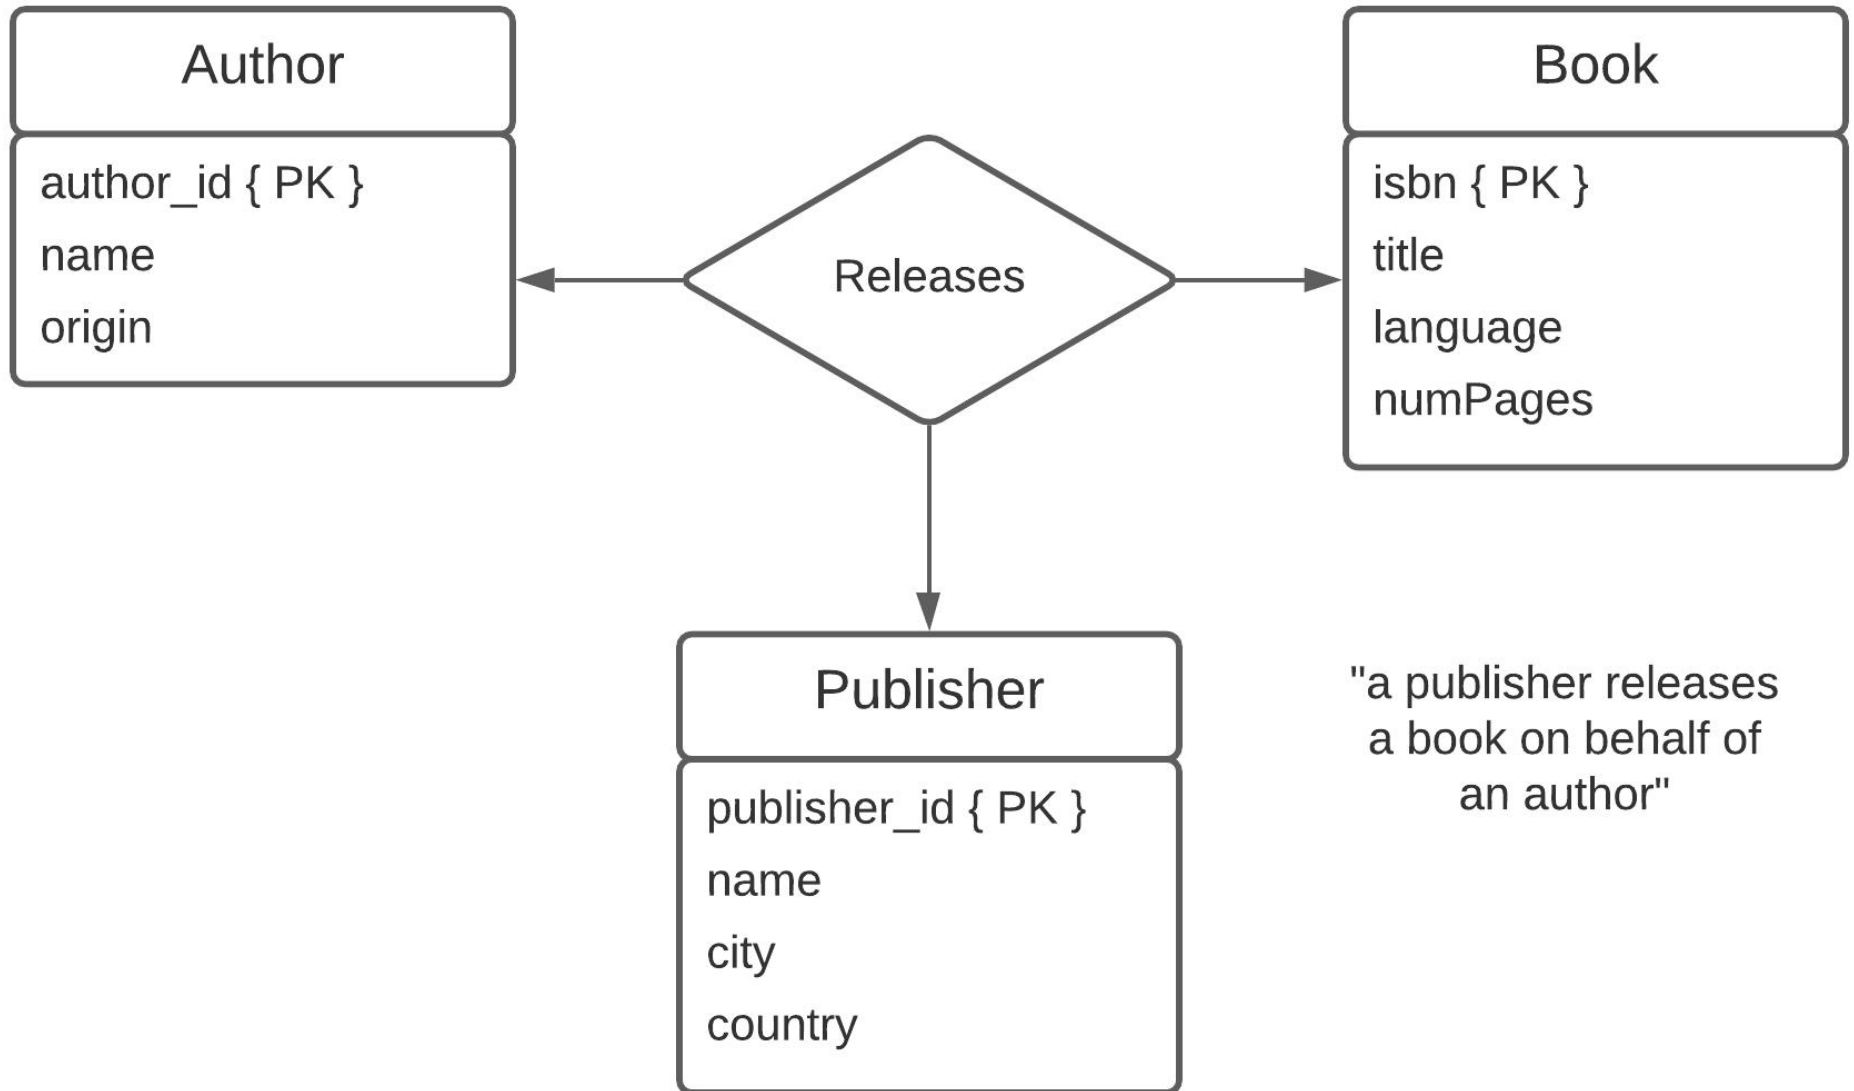 Author
author_id { PK }
name
origin
Releases
Book
isbn { PK }
title
language
numPages
Publisher
publisher_id { PK }
name
city
country
"a publisher releases
a book on behalf of
an author"